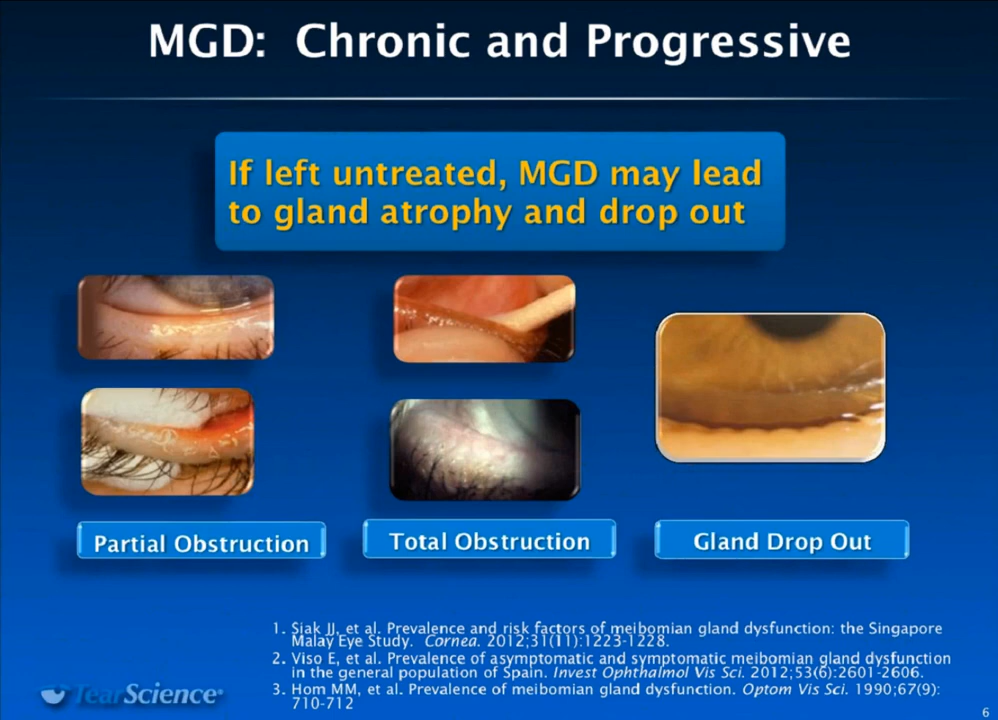 MGD: Chronic and Progressive
If left untreated, MGD may lead
to gland atrophy and drop out
Partial Obstruction
Total Obstruction
Gland Drop Out
1. Siak JJ, et al. Prevalence and risk factors of meibomian gland dysfunction: the Singapore
Malay Eye Study. Cornea. 2012;31(11):1223-1228.
2. Viso E, et al. Prevalence of asymptomatic and symptomatic meibomian gland dysfunction
in the general population of Spain. Invest Ophthalmol Vis Sci. 2012;53(6):2601-2606.
3. Hom MM, et al. Prevalence of meibomian gland dysfunction. Optom Vis Sci. 1990;67(9):
710-712
TearScience®
6